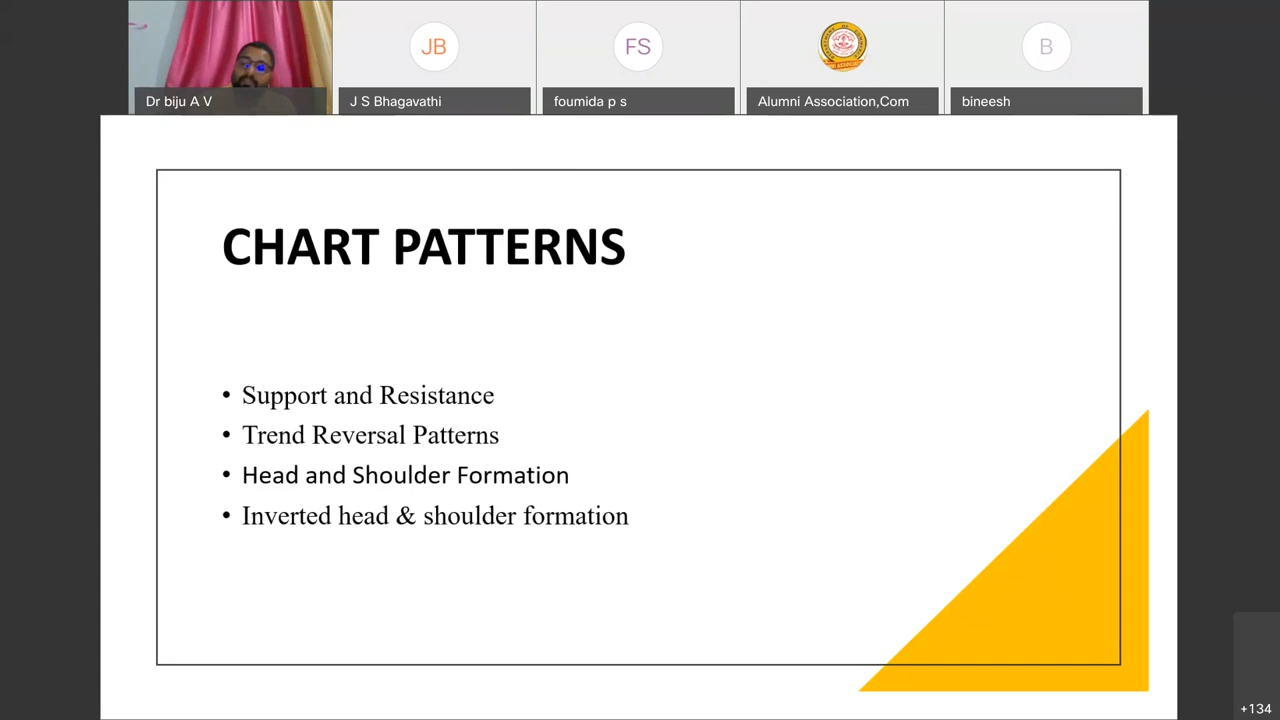 JB
FS
B
Dr biju A V
J S Bhagavathi
foumida p s
Alumni Association,Com
bineesh
CHART PATTERNS
• Support and Resistance
• Trend Reversal Patterns
• Head and Shoulder Formation
• Inverted head & shoulder formation
+134